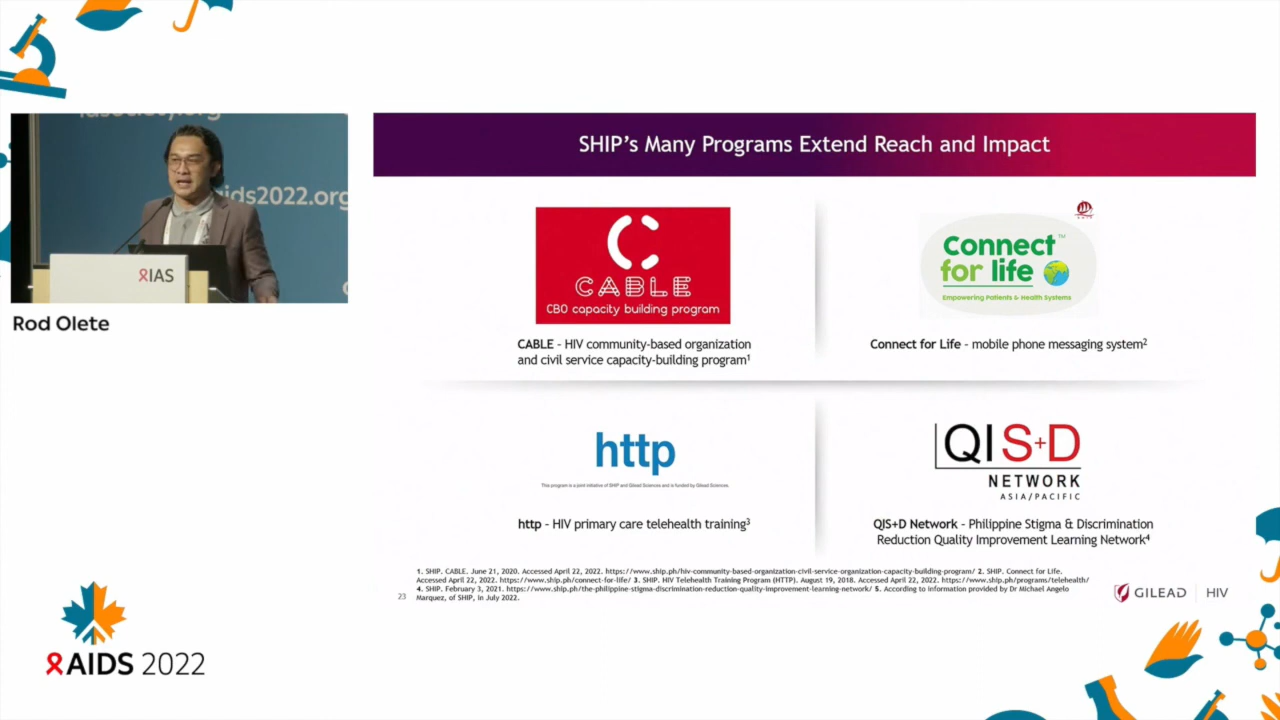 iasociety.org
aids2022.org
IAS
Rod Olete
SHIP's Many Programs Extend Reach and Impact
CABLE
CBO capacity building program
CABLE - HIV community-based organization
and civil service capacity-building program1
SHIP
Connect™
for life
Empowering Patients & Health Systems
Connect for Life - mobile phone messaging system2
http
This program is a joint initiative of SHIP and Gilead Sciences and is funded by Gilead Sciences.
http - HIV primary care telehealth training3
QIS+D
NETWORK
ASIA/PACIFIC
QIS+D Network - Philippine Stigma & Discrimination
Reduction Quality Improvement Learning Network4
1. SHIP. CABLE. June 21, 2020. Accessed April 22, 2022. https://www.ship.ph/hiv-community-based-organization-civil-service-organization-capacity-building-program/ 2. SHIP. Connect for Life.
Accessed April 22, 2022. https://www.ship.ph/connect-for-life/ 3. SHIP. HIV Telehealth Training Program (HTTP). August 19, 2018. Accessed April 22, 2022. https://www.ship.ph/programs/telehealth/
4. SHIP. February 3, 2021. https://www.ship.ph/the-philippine-stigma-discrimination-reduction-quality-improvement-learning-network/ 5. According to information provided by Dr Michael Angelo
Marquez, of SHIP, in July 2022.
23
GILEAD HIV
AIDS 2022